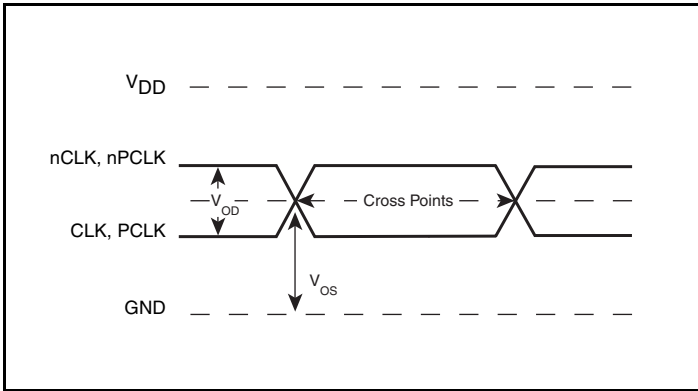 VDD
nCLK, nPCLK
VOD
Cross Points
CLK, PCLK
VOS
GND